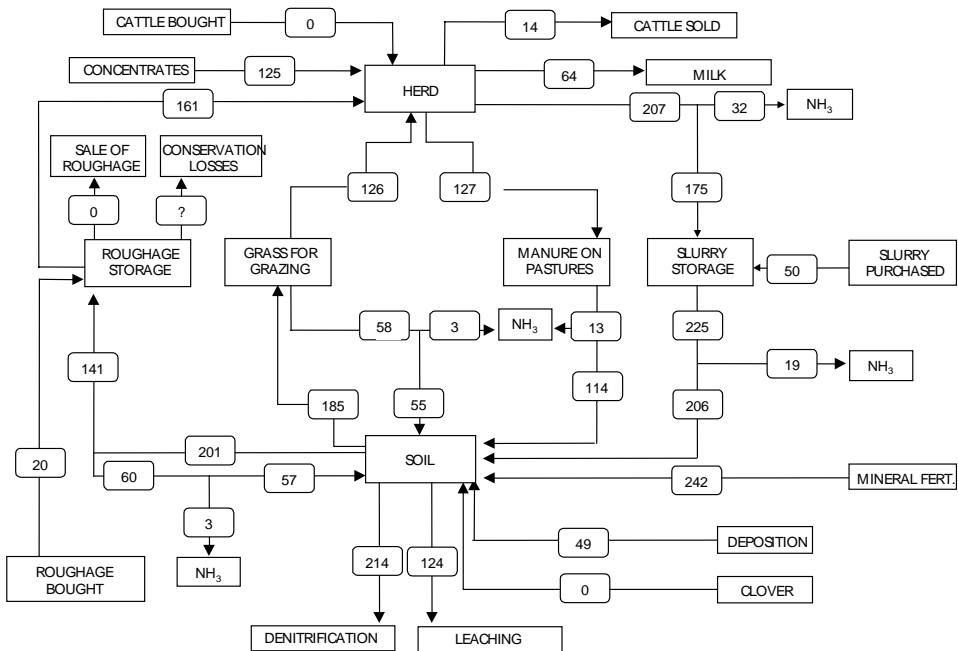 CATTLE BOUGHT
0
14
CATTLE SOLD
CONCENTRATES
125
HERD
64
MILK
161
207
32
NH₃
SALE OF
ROUGHAGE
CONSERVATION
LOSSES
126
127
175
0
?
ROUGHAGE
STORAGE
GRASS FOR
GRAZING
MANURE ON
PASTURES
SLURRY
STORAGE
50
SLURRY
PURCHASED
58
3
NH₃
13
225
141
19
NH₃
185
55
114
206
201
SOIL
20
60
57
242
MINERAL FERT.
3
214
124
49
DEPOSITION
ROUGHAGE
BOUGHT
NH₃
0
CLOVER
DENITRIFICATION
LEACHING